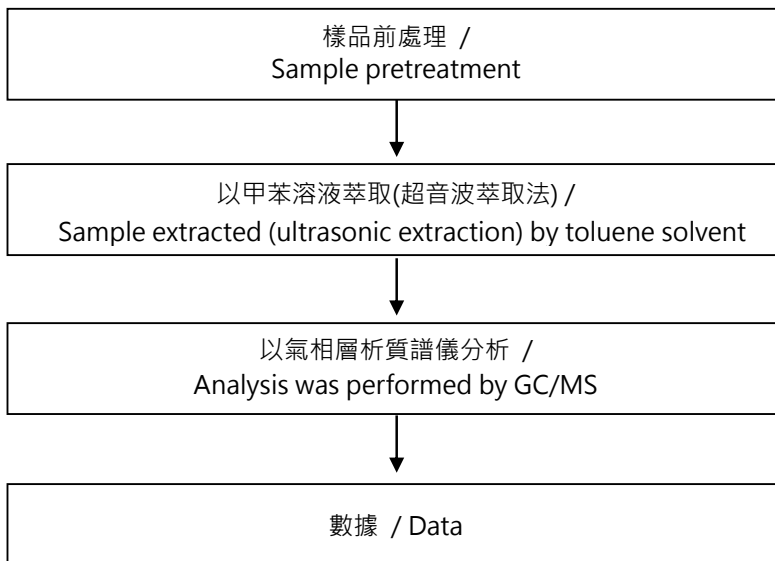 樣品前處理 /
Sample pretreatment
以甲苯溶液萃取(超音波萃取法) /
Sample extracted (ultrasonic extraction) by toluene solvent
以氣相層析質譜儀分析 /
Analysis was performed by GC/MS
數據 / Data